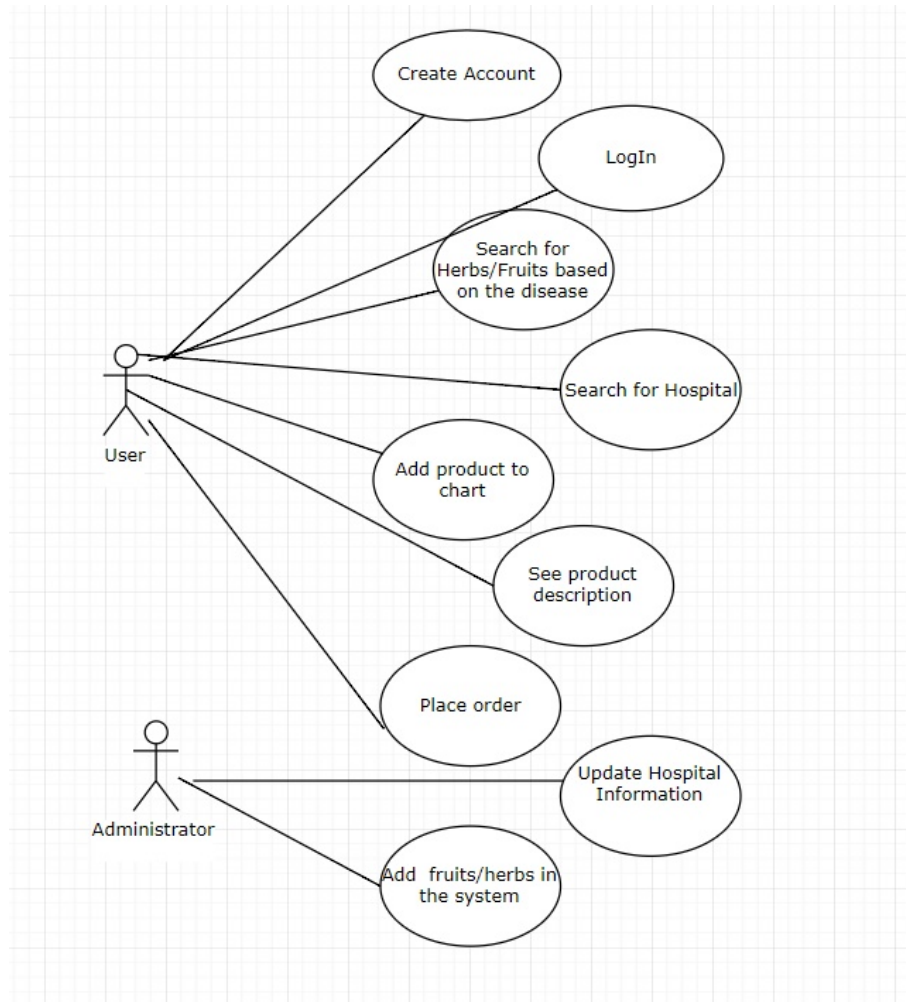 Create Account
LogIn
Search for
Herbs/Fruits based
on the disease
Search for Hospital
User
Add product to
chart
See product
description
Place order
Update Hospital
Information
Administrator
Add fruits/herbs in
the system